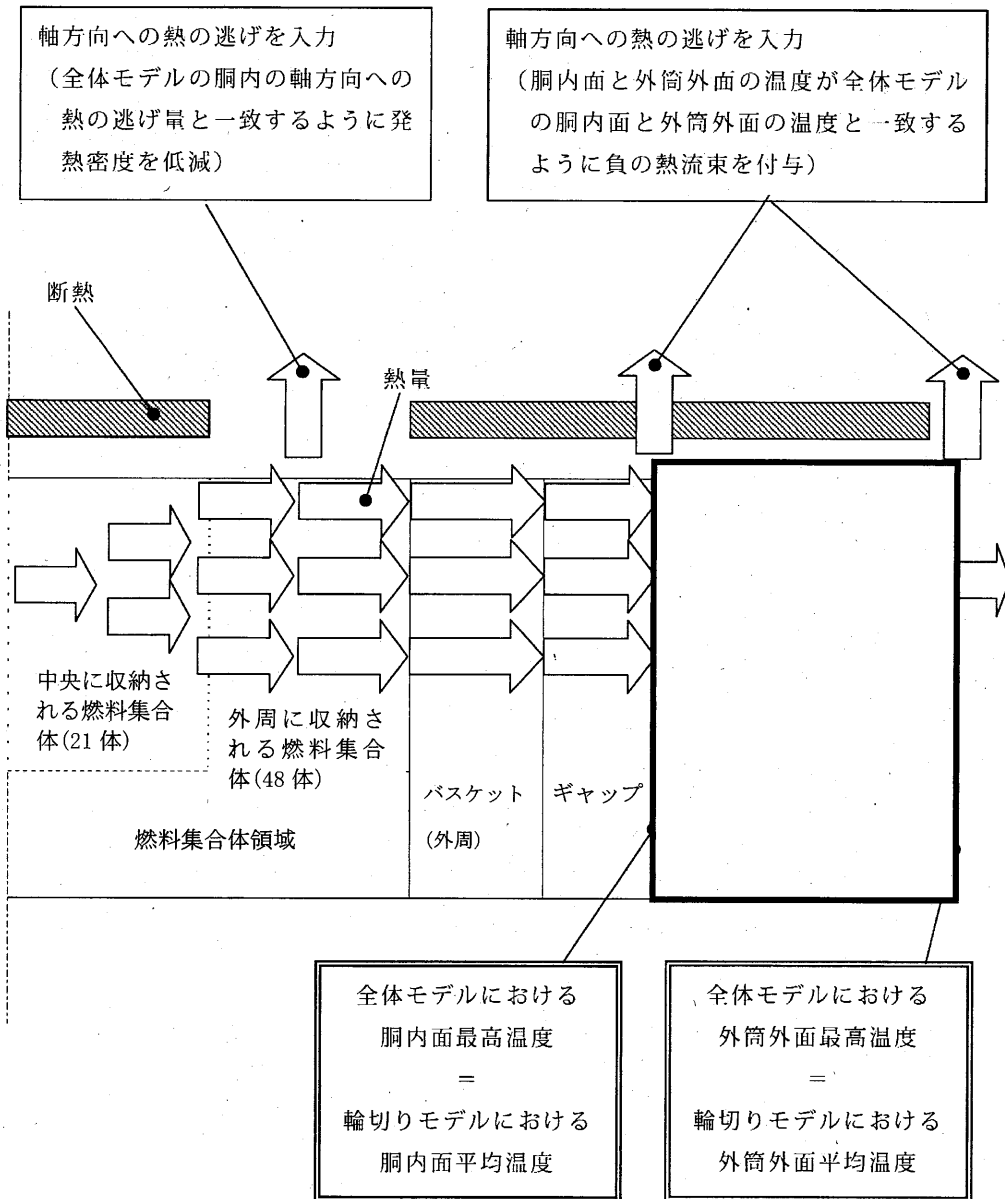 軸方向への熱の逃げを入力
（全体モデルの胴内の軸方向への
熱の逃げ量と一致するように発
熱密度を低減）
軸方向への熱の逃げを入力
（胴内面と外筒外面の温度が全体モデル
の胴内面と外筒外面の温度と一致する
ように負の熱流束を付与）
断熱
熱量
中央に収納さ
れる燃料集合
体(21 体)
外周に収納さ
れる燃料集合
体(48 体)
バスケット
(外周)
ギャップ
燃料集合体領域
全体モデルにおける
胴内面最高温度
＝
輪切りモデルにおける
胴内面平均温度
全体モデルにおける
外筒外面最高温度
＝
輪切りモデルにおける
外筒外面平均温度